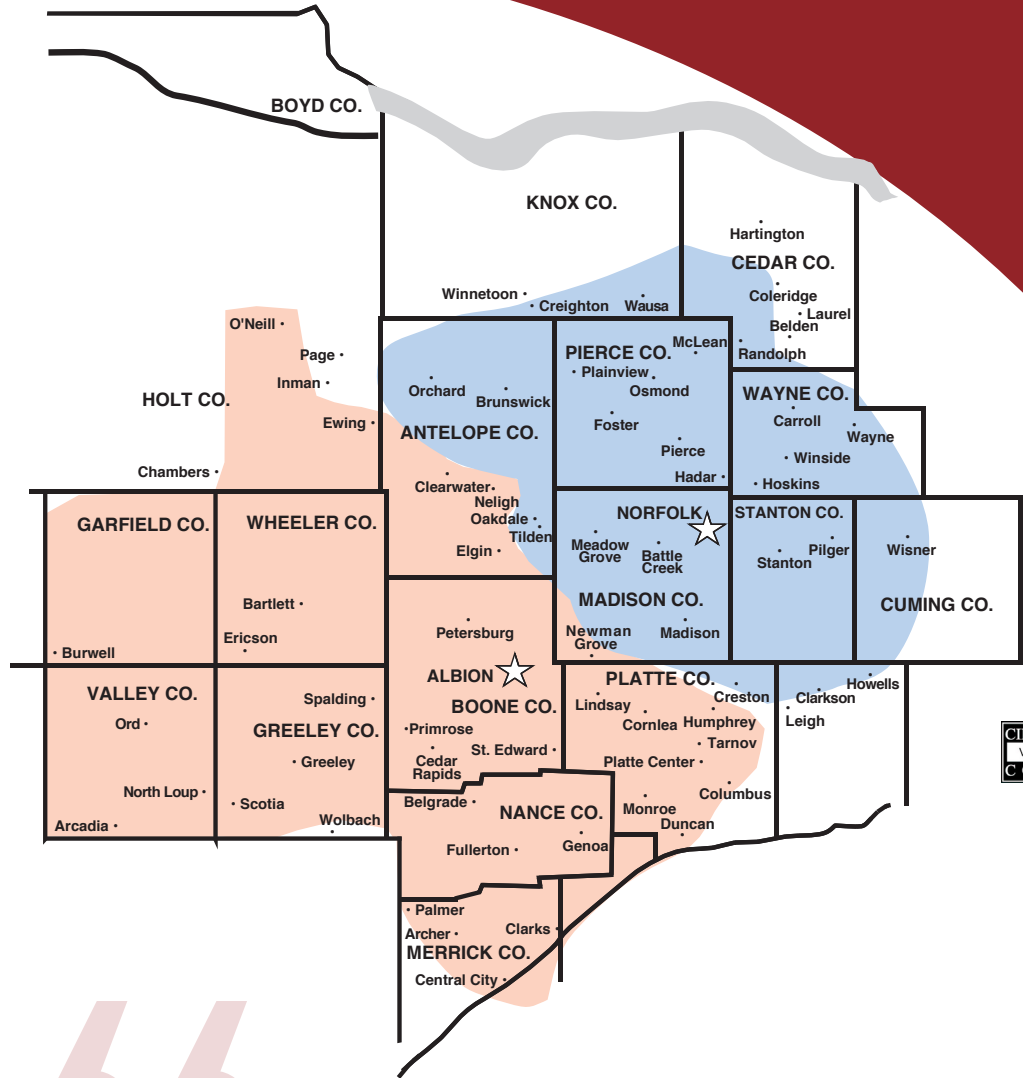 BOYD CO.
KNOX CO.
Hartington
CEDAR CO.
Winnetoon
Creighton
Wausa
Coleridge
Laurel
Belden
Randolph
O'Neill
Page
Inman
HOLT CO.
Ewing
Chambers
McLean
PIERCE CO.
Plainview
Osmond
Foster
Pierce
Hadar
Orchard
Brunswick
ANTELOPE CO.
Clearwater
Neligh
Oakdale
Tilden
Elgin
WAYNE CO.
Carroll
Wayne
Winside
Hoskins
GARFIELD CO.
Burwell
WHEELER CO.
Bartlett
Ericson
NORFOLK
Meadow
Grove
Battle
Creek
MADISON CO.
Newman
Grove
Madison
STANTON CO.
Pilger
Stanton
Wisner
CUMING CO.
Petersburg
ALBION
BOONE CO.
Primrose
St. Edward
Cedar
Rapids
VALLEY CO.
Ord
North Loup
Arcadia
Spalding
GREELEY CO.
Greeley
Scotia
Wolbach
PLATTE CO.
Creston
Lindsay
Cornlea
Humphrey
Tarnov
Platte Center
Columbus
Monroe
Duncan
Howells
Clarkson
Leigh
Belgrade
NANCE CO.
Genoa
Fullerton
Palmer
Archer
Clarks
MERRICK CO.
Central City